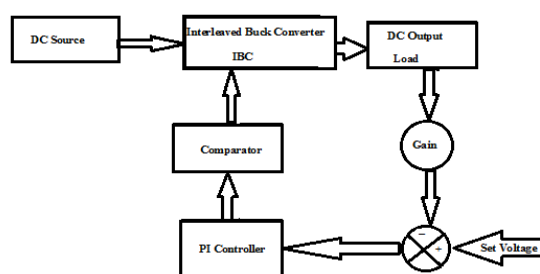 DC Source
Interleaved Buck Converter
IBC
DC Output
Load
Comparator
Gain
PI Controller
−
+
Set Voltage